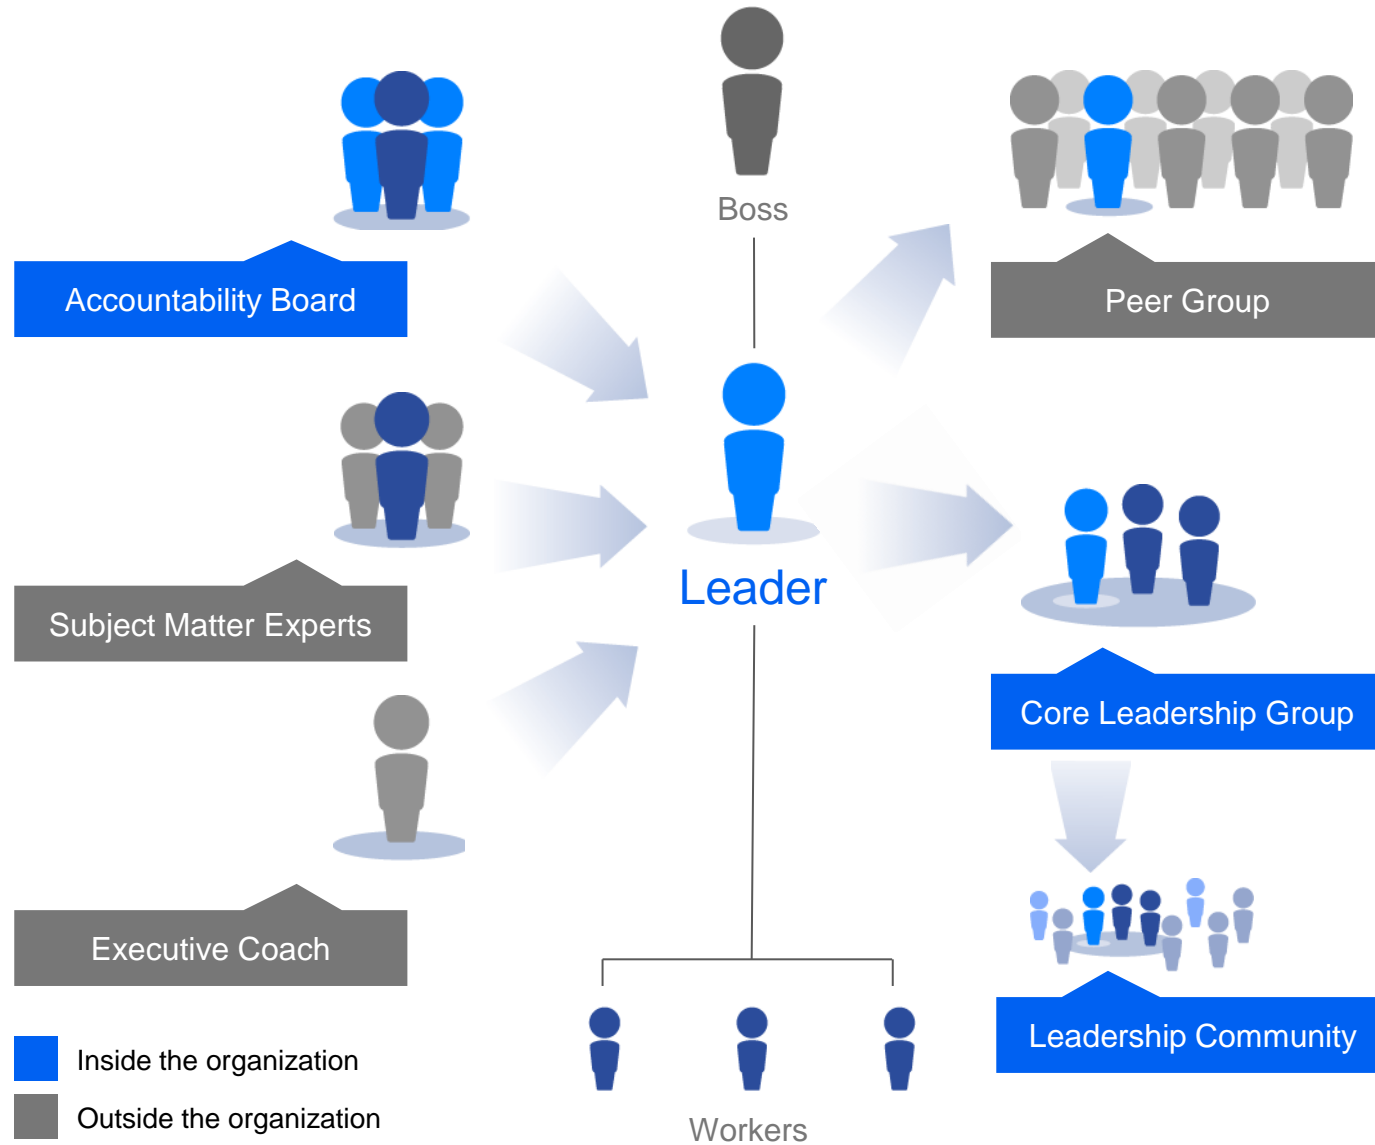 Boss
Accountability Board
Peer Group
Leader
Subject Matter Experts
Core Leadership Group
Executive Coach
Leadership Community
Inside the organization
Outside the organization
Workers